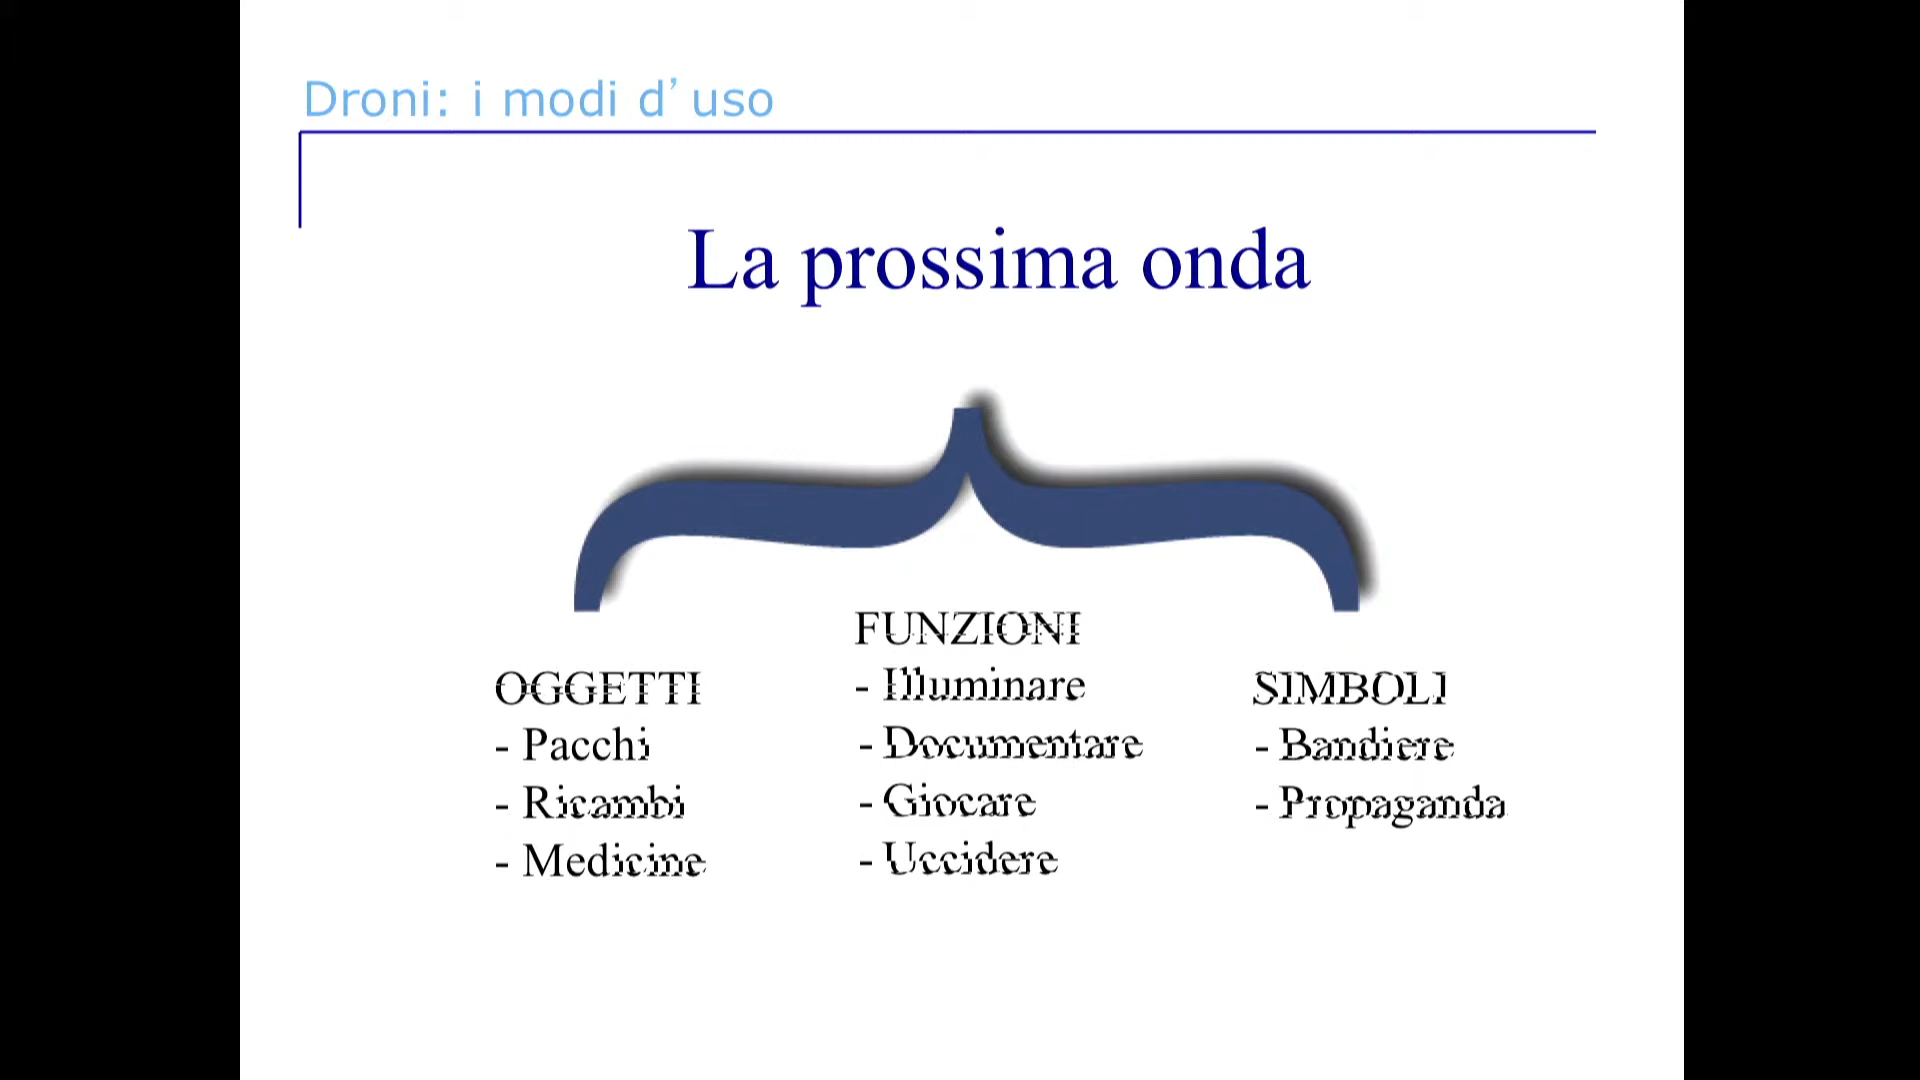 Droni: i modi d’uso
La prossima onda
OGGETTI
- Pacchi
- Ricambi
- Medicine
FUNZIONI
- Illuminare
- Documentare
- Giocare
- Uccidere
SIMBOLI
- Bandiere
- Propaganda